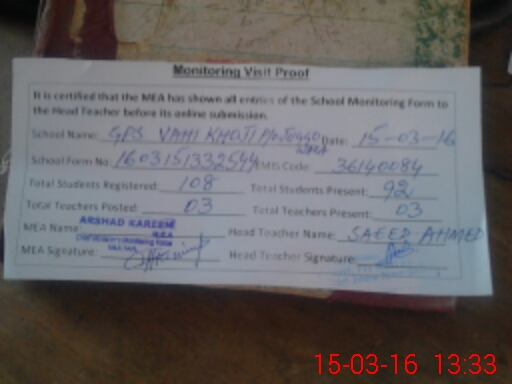 Monitoring Visit Proof
It is certified that the MEA has shown all entries of the School Monitoring Form to
the Head Teacher before its online submission.
School Name: GPS VAHI KHOJI Date: 15-03-16
School Form No: EMIS Code: 36140084
Total Students Registered: 108 Total Students Present: 92
Total Teachers Posted: 03 Total Teachers Present: 03
MEA Name: ARSHAD KAREEM Head Teacher Name: SAEED AHMED
M.E.A
MEA Signature: Head Teacher Signature:
15-03-16 13:33